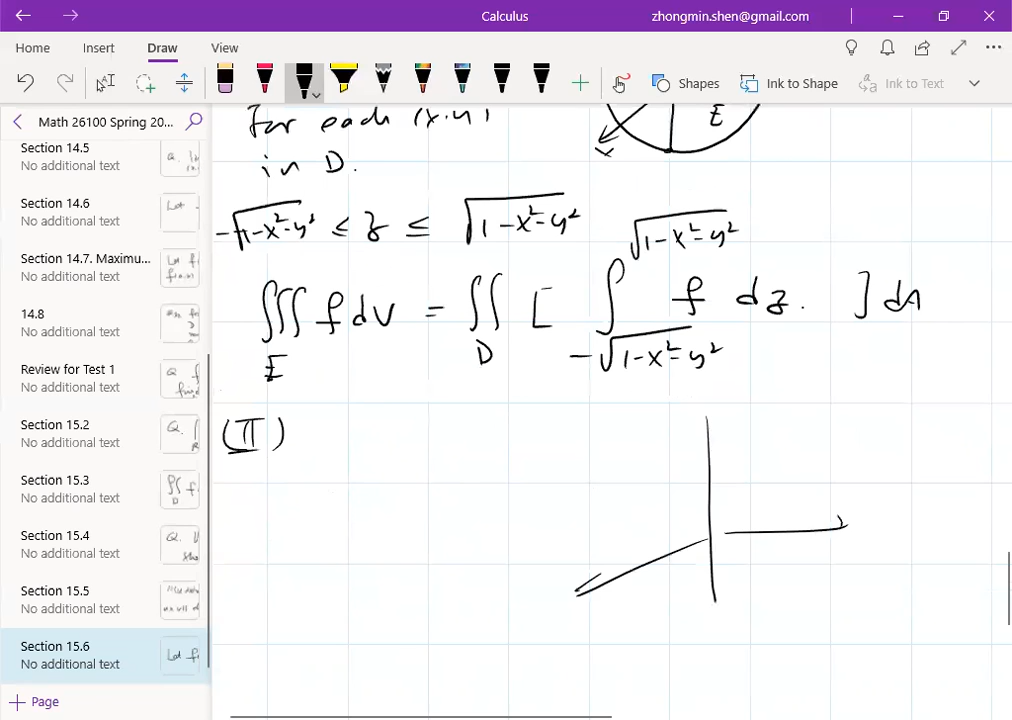 Calculus
zhongmin.shen@gmail.com
Home Insert Draw View
Shapes Ink to Shape Ink to Text
Math 26100 Spring 20...
Section 14.5
No additional text
Section 14.6
No additional text
Section 14.7. Maximu...
No additional text
14.8
No additional text
Review for Test 1
No additional text
Section 15.2
No additional text
Section 15.3
No additional text
Section 15.4
No additional text
Section 15.5
No additional text
Section 15.6
No additional text
Page
For each (x,y)
in D.
E
x
-√(1-x²-y²) ≤ z ≤ √(1-x²-y²)
∭_E f dV = ∬_D [ ∫_{-√(1-x²-y²)}^{√(1-x²-y²)} f dz. ] dA
(II)